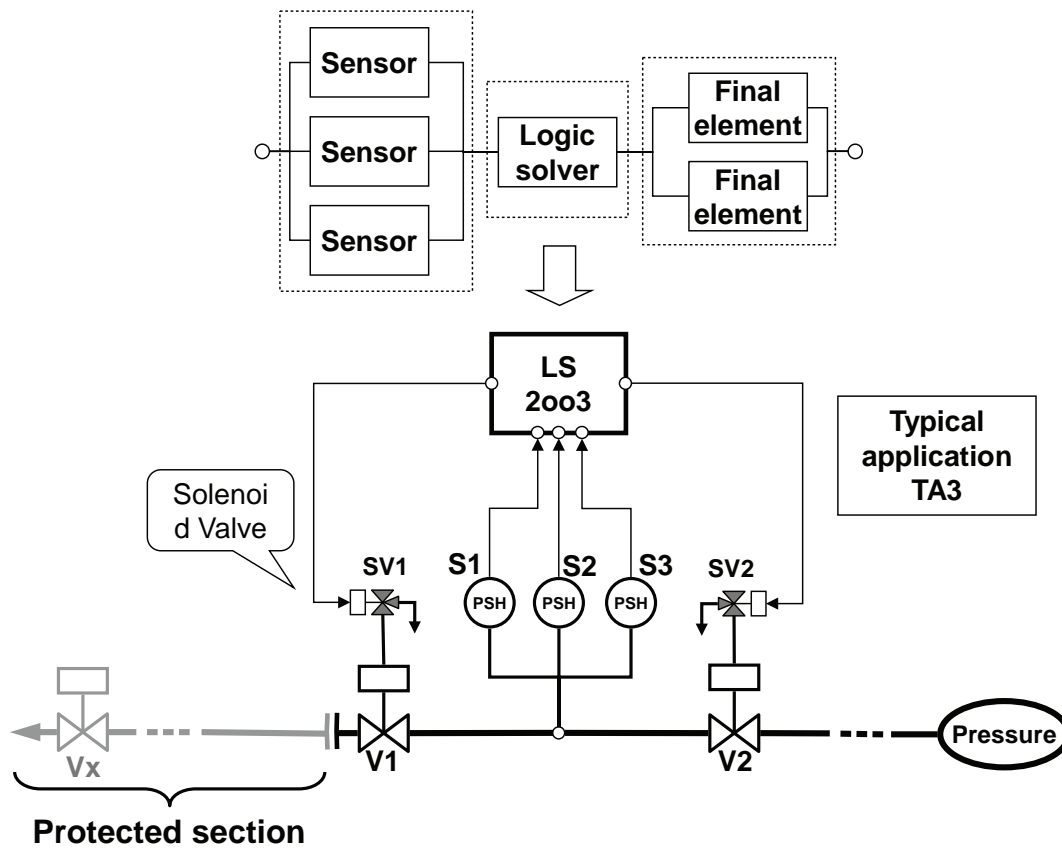 Sensor
Sensor
Sensor
Logic
solver
Final
element
Final
element
LS
2oo3
Typical
application
TA3
Solenoi
d Valve
SV1
S1
S2
S3
SV2
PSH
PSH
PSH
Vx
V1
V2
Pressure
Protected section